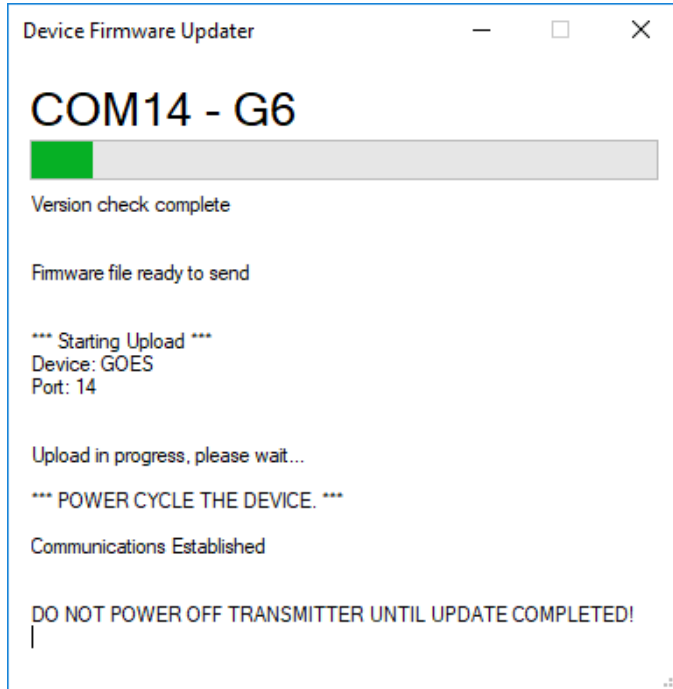 Device Firmware Updater
COM14 - G6
Version check complete
Firmware file ready to send
*** Starting Upload ***
Device: GOES
Port: 14
Upload in progress, please wait...
*** POWER CYCLE THE DEVICE. ***
Communications Established
DO NOT POWER OFF TRANSMITTER UNTIL UPDATE COMPLETED!